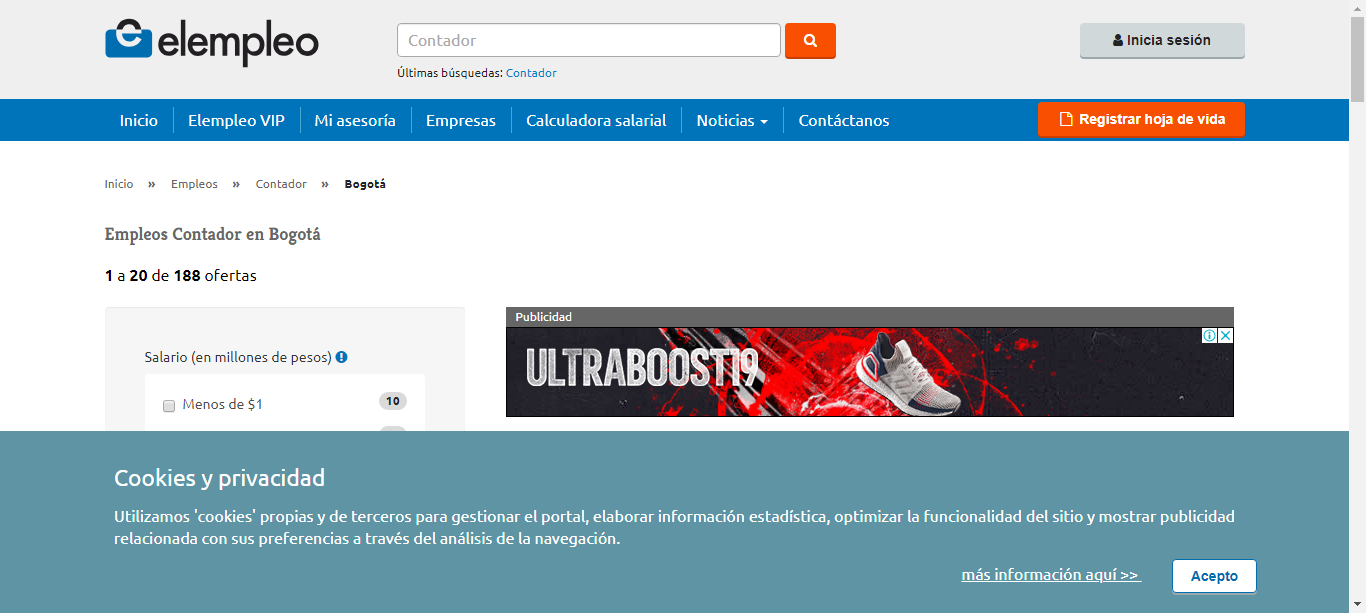 elempleo
Contador
Últimas búsquedas: Contador
Inicia sesión
Inicio
Elempleo VIP
Mi asesoría
Empresas
Calculadora salarial
Noticias
Contáctanos
Registrar hoja de vida
Inicio » Empleos » Contador » Bogotá
Empleos Contador en Bogotá
1 a 20 de 188 ofertas
Salario (en millones de pesos)
Menos de $1 10
Publicidad
ULTRABOOST19
Cookies y privacidad
Utilizamos 'cookies' propias y de terceros para gestionar el portal, elaborar información estadística, optimizar la funcionalidad del sitio y mostrar publicidad
relacionada con sus preferencias a través del análisis de la navegación.
más información aquí >>
Acepto